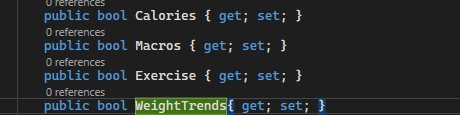 0 references
public bool Calories { get; set; }
0 references
public bool Macros { get; set; }
0 references
public bool Exercise { get; set; }
0 references
public bool WeightTrends{ get; set; }